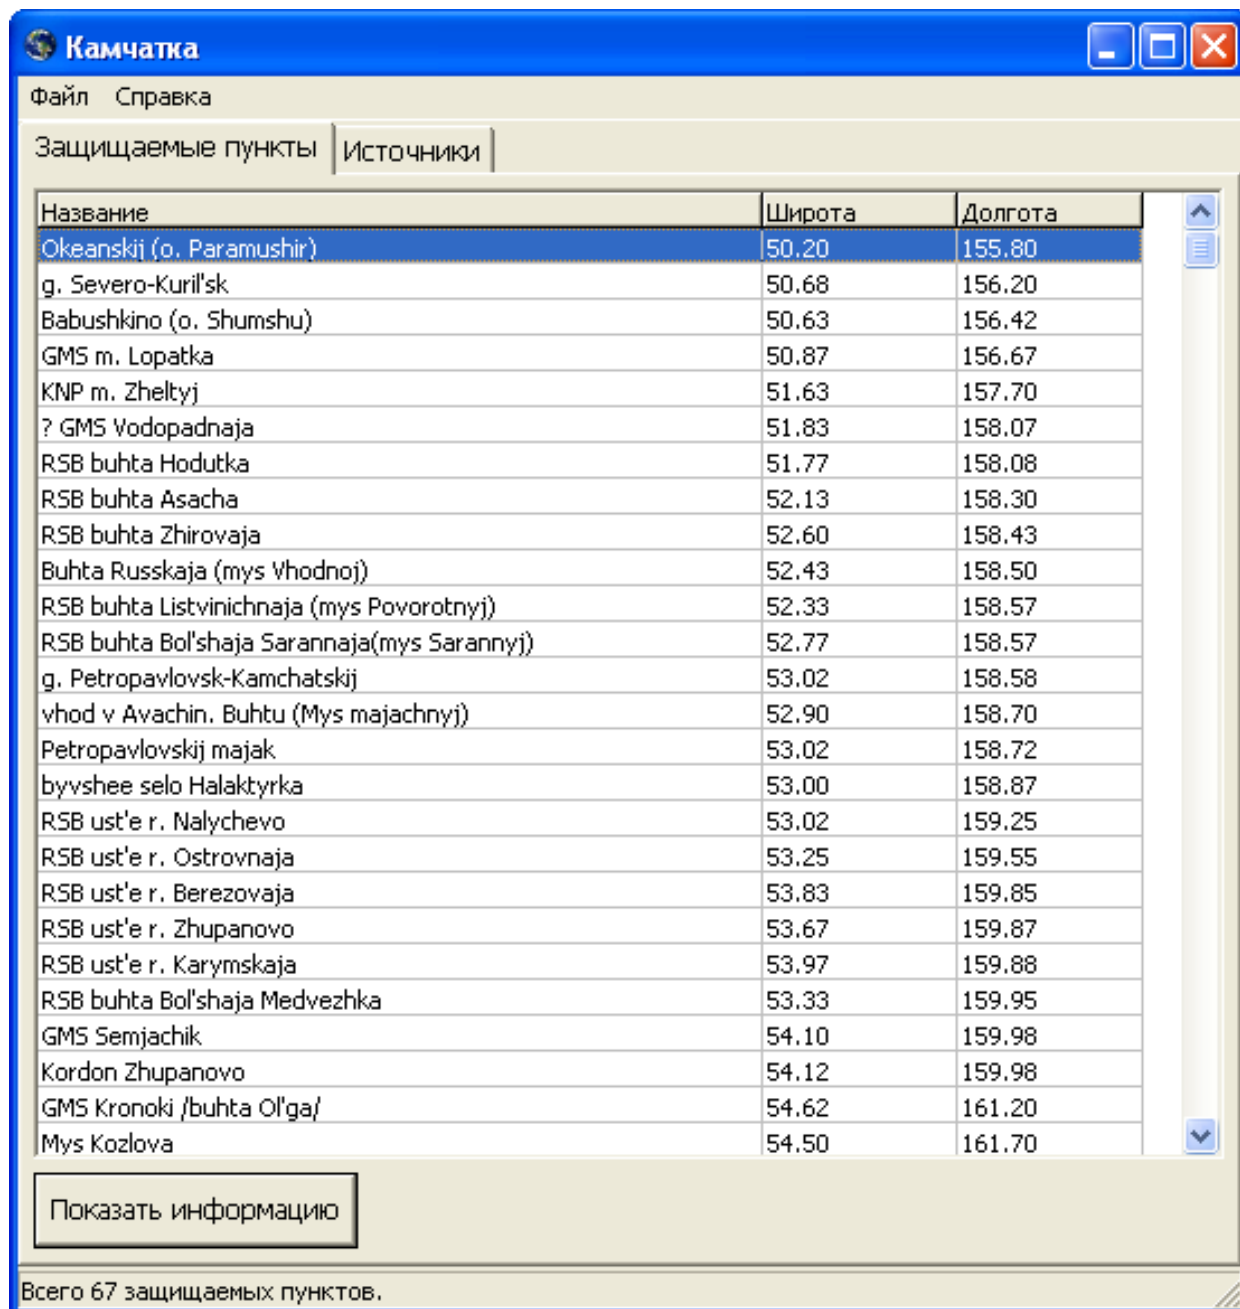 Камчатка
Файл Справка
Защищаемые пункты Источники
Название Широта Долгота
Okeanskij (o. Paramushir) 50.20 155.80
g. Severo-Kuril'sk 50.68 156.20
Babushkino (o. Shumshu) 50.63 156.42
GMS m. Lopatka 50.87 156.67
KNP m. Zheltyj 51.63 157.70
? GMS Vodopadnaja 51.83 158.07
RSB buhta Hodutka 51.77 158.08
RSB buhta Asacha 52.13 158.30
RSB buhta Zhirovaja 52.60 158.43
Buhta Russkaja (mys Vhodnoj) 52.43 158.50
RSB buhta Listvinichnaja (mys Povorotnyj) 52.33 158.57
RSB buhta Bol'shaja Sarannaja(mys Sarannyj) 52.77 158.57
g. Petropavlovsk-Kamchatskij 53.02 158.58
vhod v Avachin. Buhtu (Mys majachnyj) 52.90 158.70
Petropavlovskij majak 53.02 158.72
byvshee selo Halaktyrka 53.00 158.87
RSB ust'e r. Nalychevo 53.02 159.25
RSB ust'e r. Ostrovnaja 53.25 159.55
RSB ust'e r. Berezovaja 53.83 159.85
RSB ust'e r. Zhupanovo 53.67 159.87
RSB ust'e r. Karymskaja 53.97 159.88
RSB buhta Bol'shaja Medvezhka 53.33 159.95
GMS Semjachik 54.10 159.98
Kordon Zhupanovo 54.12 159.98
GMS Kronoki /buhta Ol'ga/ 54.62 161.20
Mys Kozlova 54.50 161.70
Показать информацию
Всего 67 защищаемых пунктов.